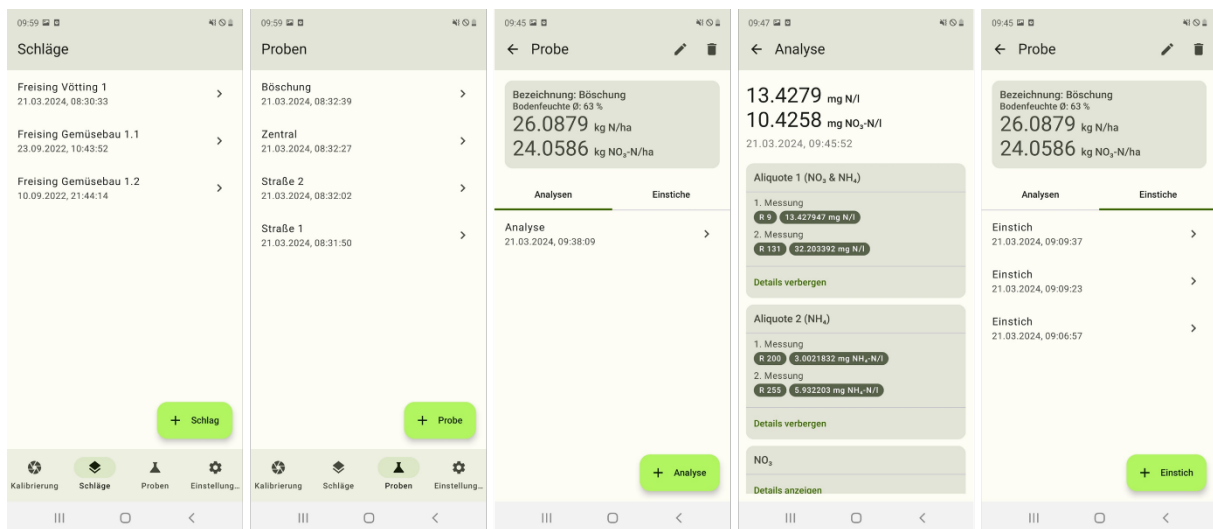 09:59
Schläge
Freising Vötting 1
21.03.2024, 08:30:33
Freising Gemüsebau 1.1
23.09.2022, 10:43:52
Freising Gemüsebau 1.2
10.09.2022, 21:44:14
+ Schlag
Kalibrierung Schläge Proben Einstellung...
09:59
Proben
Böschung
21.03.2024, 08:32:39
Zentral
21.03.2024, 08:32:27
Straße 2
21.03.2024, 08:32:02
Straße 1
21.03.2024, 08:31:50
+ Probe
Kalibrierung Schläge Proben Einstellung...
09:45
Probe
Bezeichnung: Böschung
Bodenfeuchte Ø: 63 %
26.0879 kg N/ha
24.0586 kg NO₃-N/ha
Analysen Einstiche
Analyse
21.03.2024, 09:38:09
+ Analyse
09:47
Analyse
13.4279 mg N/l
10.4258 mg NO₃-N/l
21.03.2024, 09:45:52
Aliquote 1 (NO₃ & NH₄)
1. Messung
R 9 13.427947 mg N/l
2. Messung
R 131 32.203392 mg N/l
Details verbergen
Aliquote 2 (NH₄)
1. Messung
R 200 3.0021832 mg NH₄-N/l
2. Messung
R 255 5.932203 mg NH₄-N/l
Details verbergen
NO₃
Details anzeigen
09:45
Probe
Bezeichnung: Böschung
Bodenfeuchte Ø: 63 %
26.0879 kg N/ha
24.0586 kg NO₃-N/ha
Analysen Einstiche
Einstich
21.03.2024, 09:09:37
Einstich
21.03.2024, 09:09:23
Einstich
21.03.2024, 09:06:57
+ Einstich